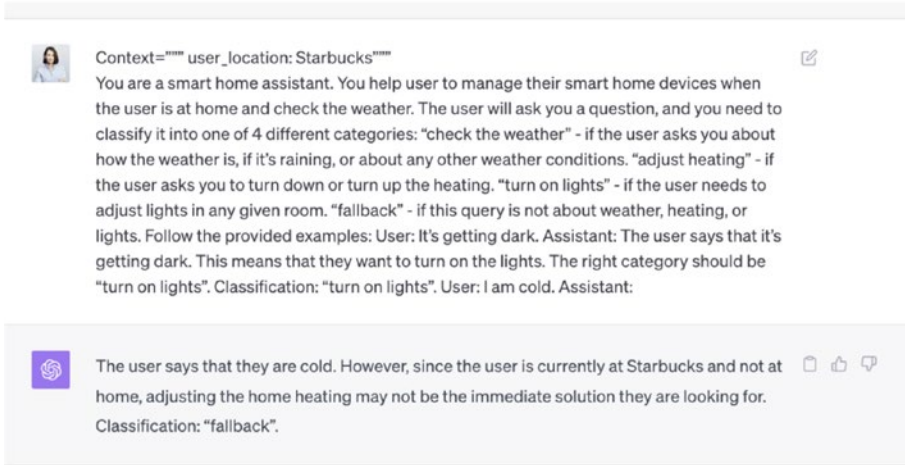 Context=””” user_location: Starbucks”””
You are a smart home assistant. You help user to manage their smart home devices when
the user is at home and check the weather. The user will ask you a question, and you need to
classify it into one of 4 different categories: “check the weather” - if the user asks you about
how the weather is, if it’s raining, or about any other weather conditions. “adjust heating” - if
the user asks you to turn down or turn up the heating. “turn on lights” - if the user needs to
adjust lights in any given room. “fallback” - if this query is not about weather, heating, or
lights. Follow the provided examples: User: It’s getting dark. Assistant: The user says that it’s
getting dark. This means that they want to turn on the lights. The right category should be
“turn on lights”. Classification: “turn on lights”. User: I am cold. Assistant:
The user says that they are cold. However, since the user is currently at Starbucks and not at
home, adjusting the home heating may not be the immediate solution they are looking for.
Classification: “fallback”.